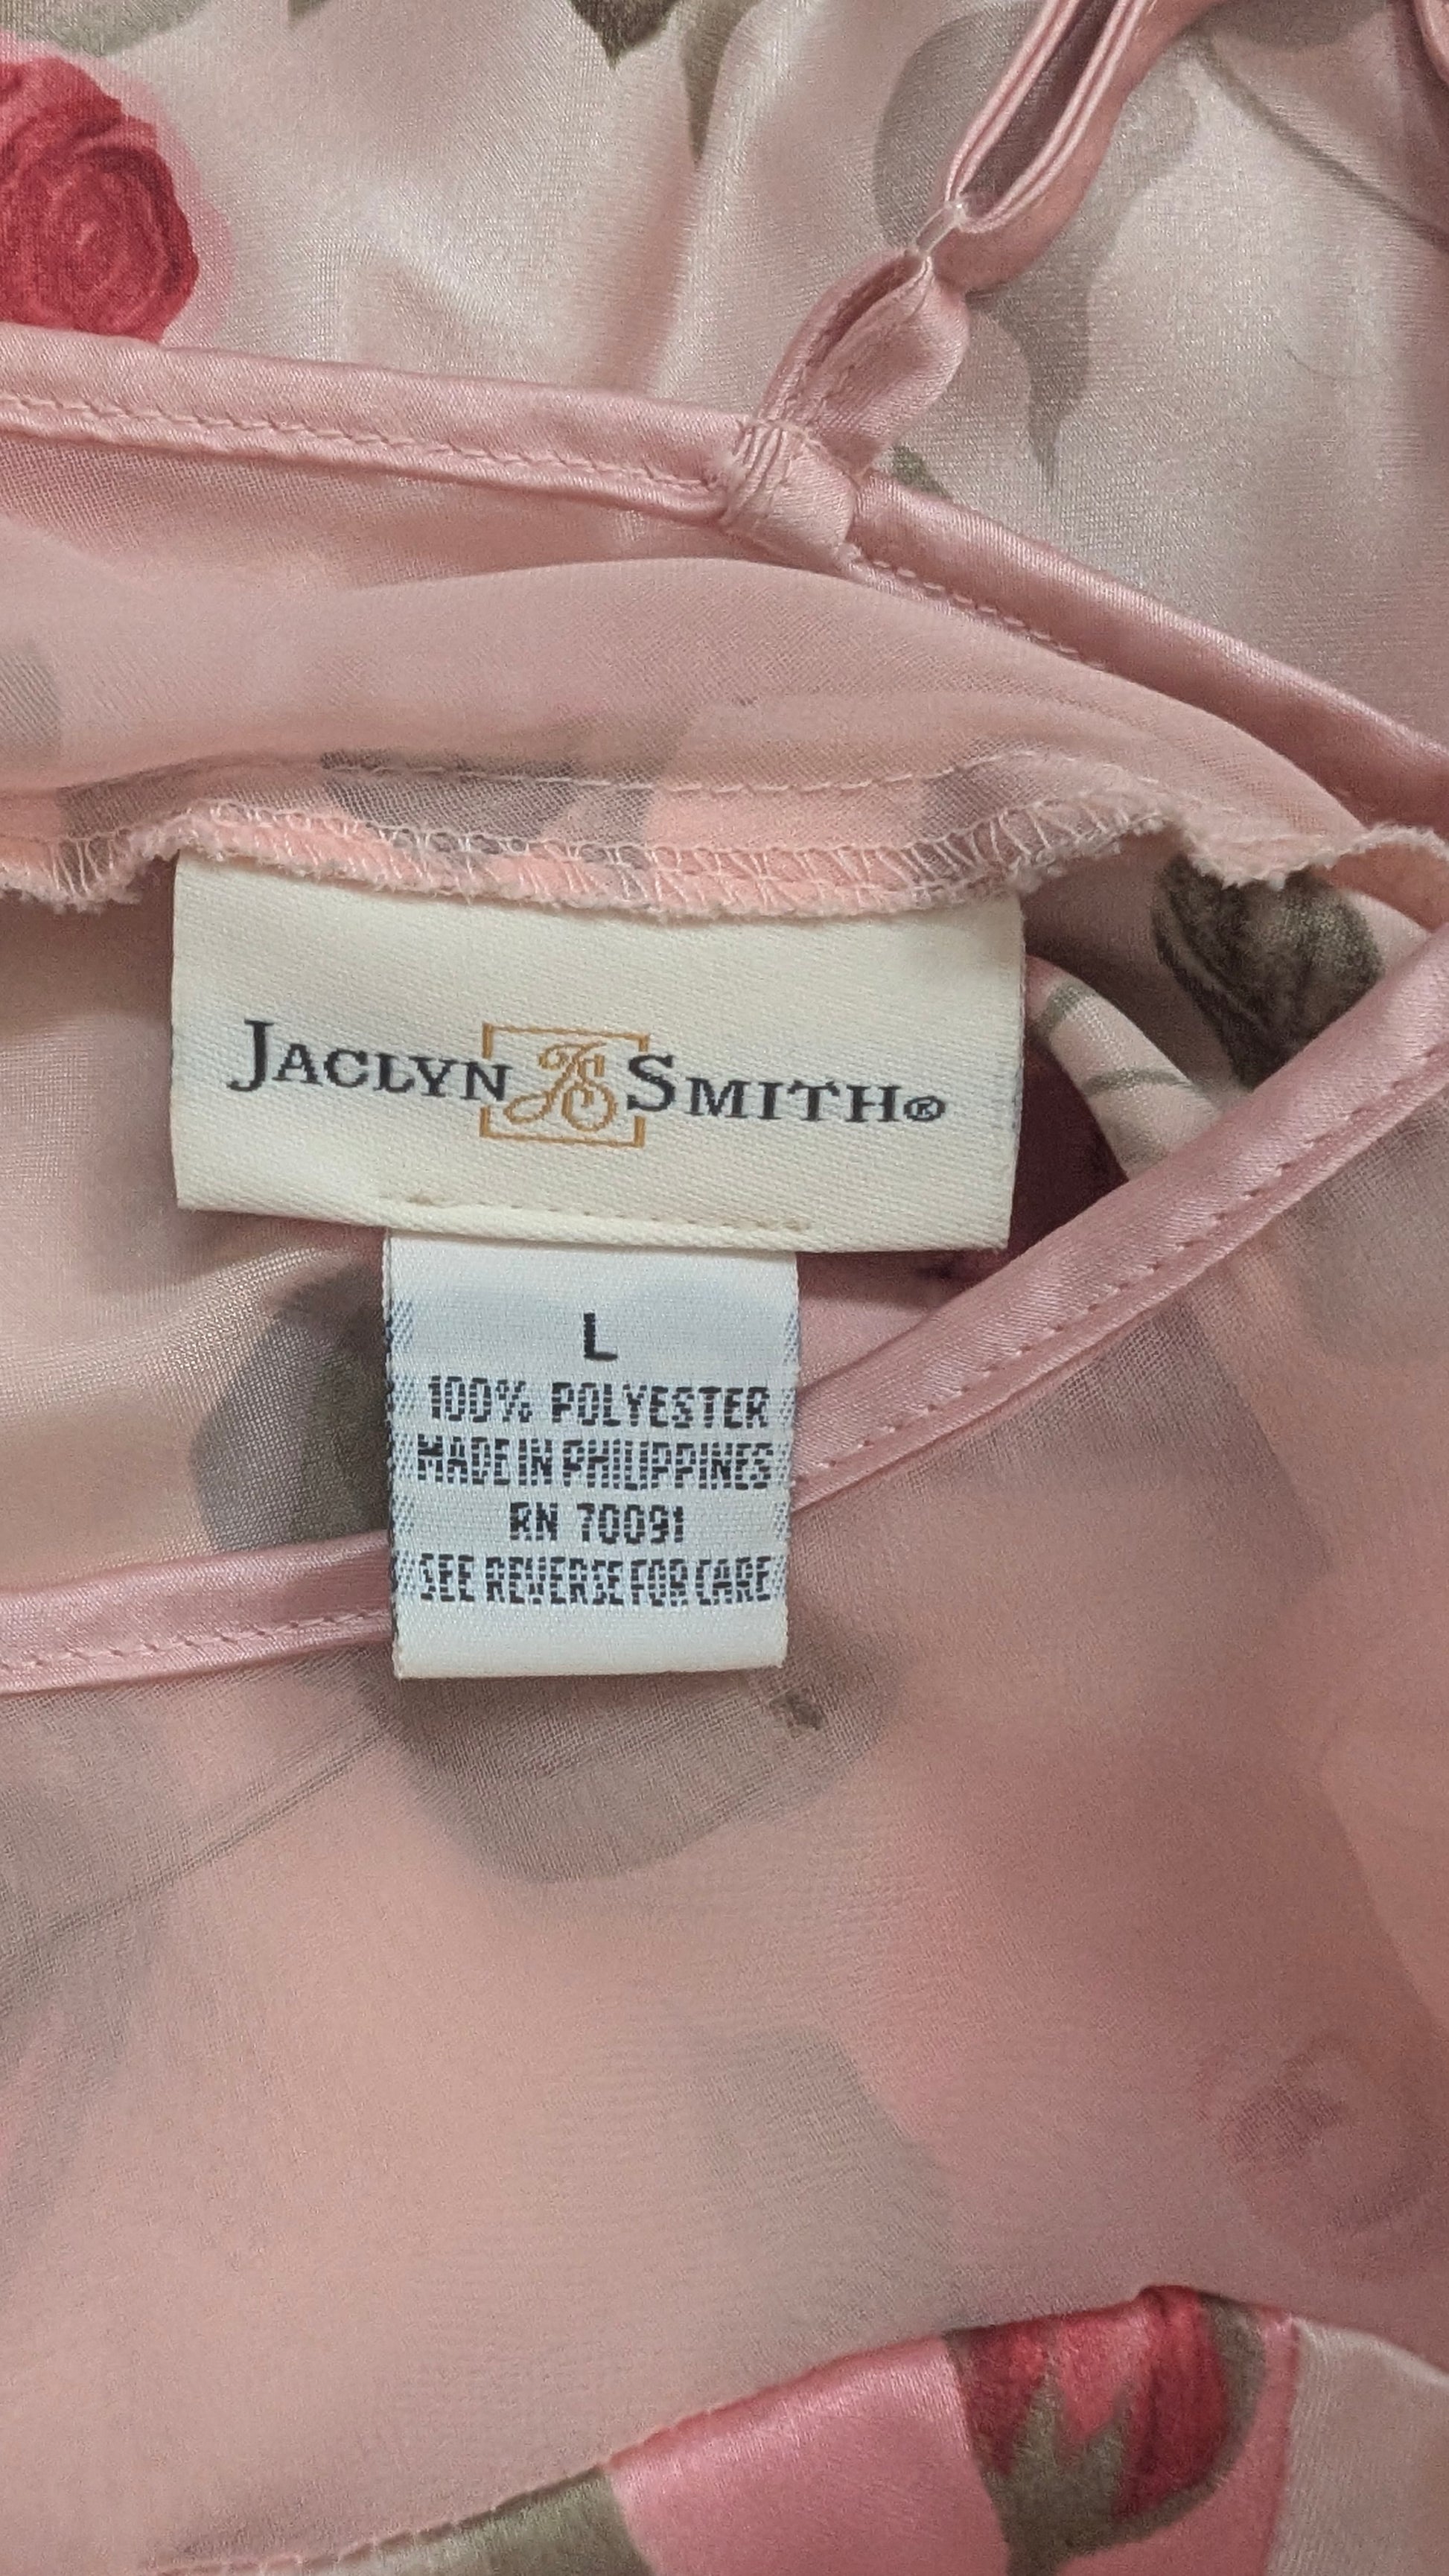 JACLYN JS SMITH®
L
100% POLYESTER
MADE IN PHILIPPINES
RN 70091
SEE REVERSE FOR CARE